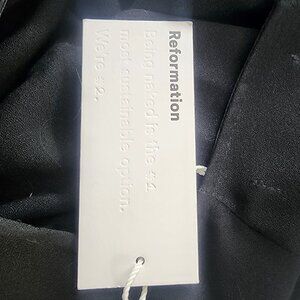 Reformation
Being naked is the #1
most sustainable option.
We're #2.